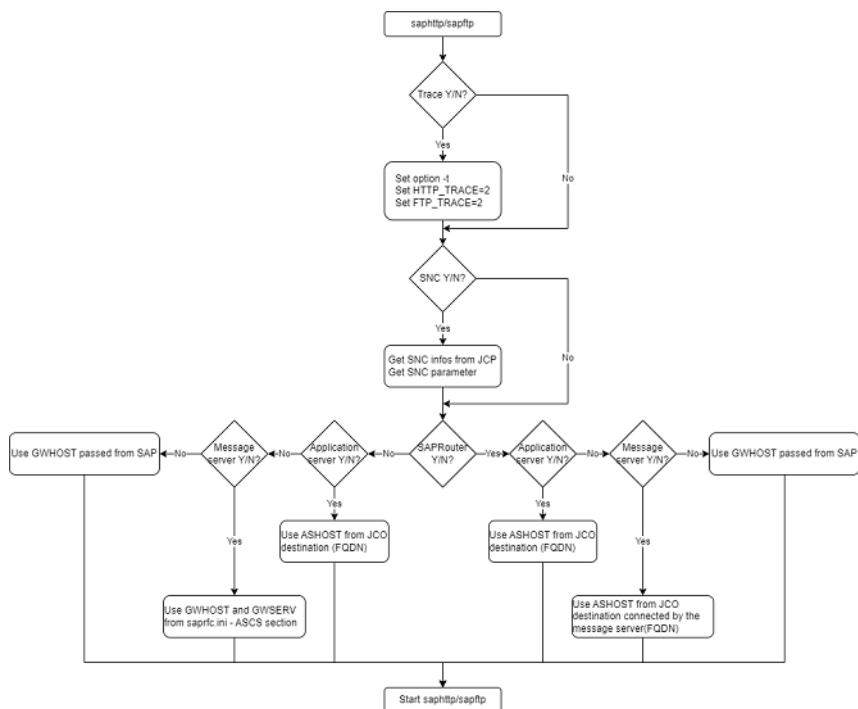 saphttp/sapftp
Trace Y/N?
Yes
No
Set option -t
Set HTTP_TRACE=2
Set FTP_TRACE=2
SNC Y/N?
Yes
No
Get SNC infos from JCP
Get SNC parameter
Use GWHOST passed from SAP
No
Message
server Y/N?
No
Application
server Y/N?
No
SAPRouter
Y/N?
Yes
Application
server Y/N?
No
Message
server Y/N?
No
Use GWHOST passed from SAP
Yes
Yes
Yes
Yes
Use ASHOST from JCO
destination (FQDN)
Use ASHOST from JCO
destination (FQDN)
Use GWHOST and GWSERV
from saprfc.ini - ASCS section
Use ASHOST from JCO
destination connected by the
message server(FQDN)
Start saphttp/sapftp